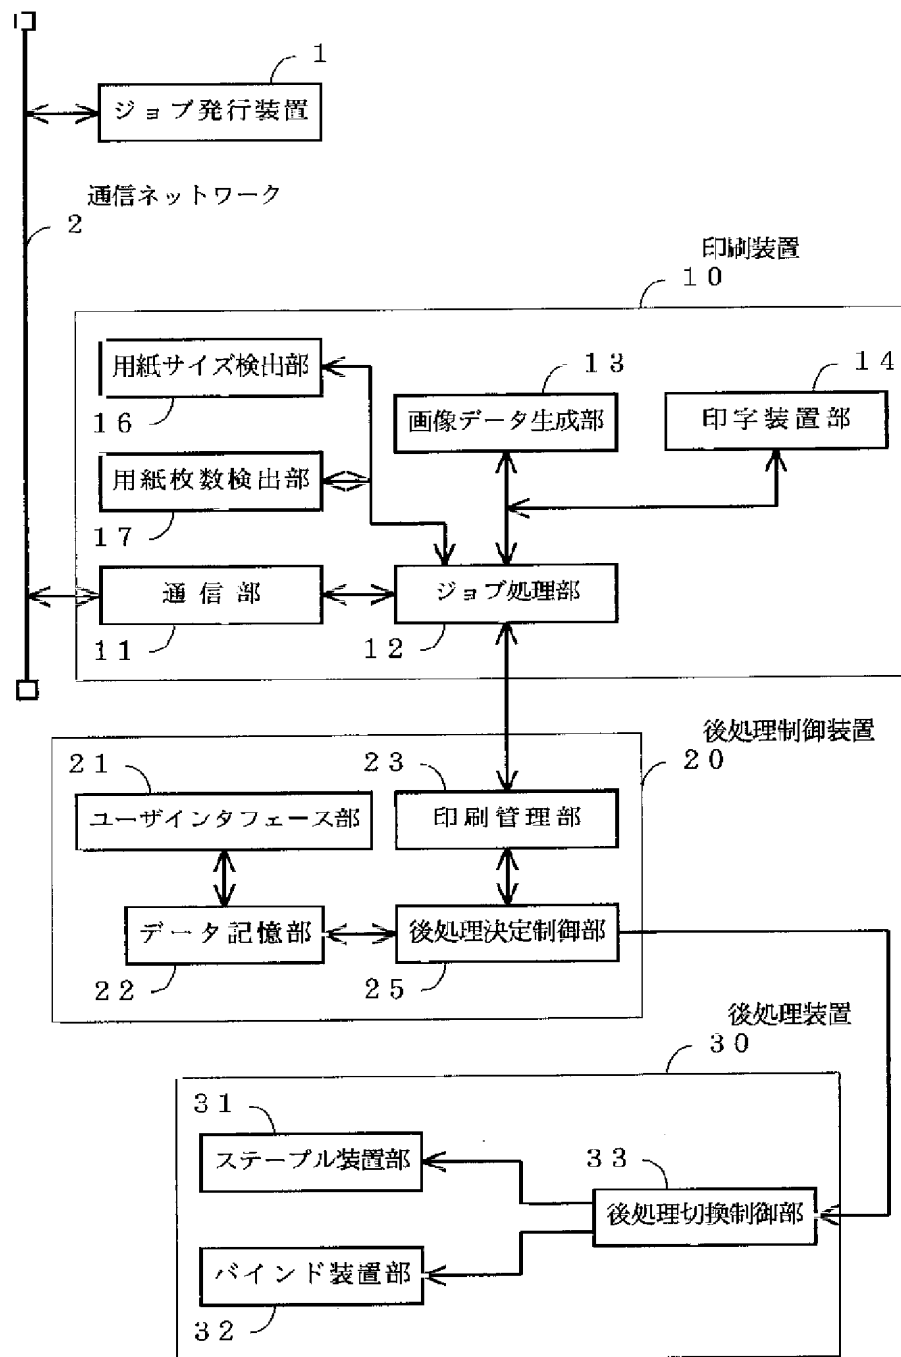 1
ジョブ発行装置
通信ネットワーク
2
印刷装置
10
用紙サイズ検出部
16
13
画像データ生成部
14
印字装置部
用紙枚数検出部
17
通信部
11
ジョブ処理部
12
後処理制御装置
20
21
ユーザインタフェース部
23
印刷管理部
データ記憶部
22
後処理決定制御部
25
後処理装置
30
31
ステープル装置部
33
後処理切換制御部
バインド装置部
32